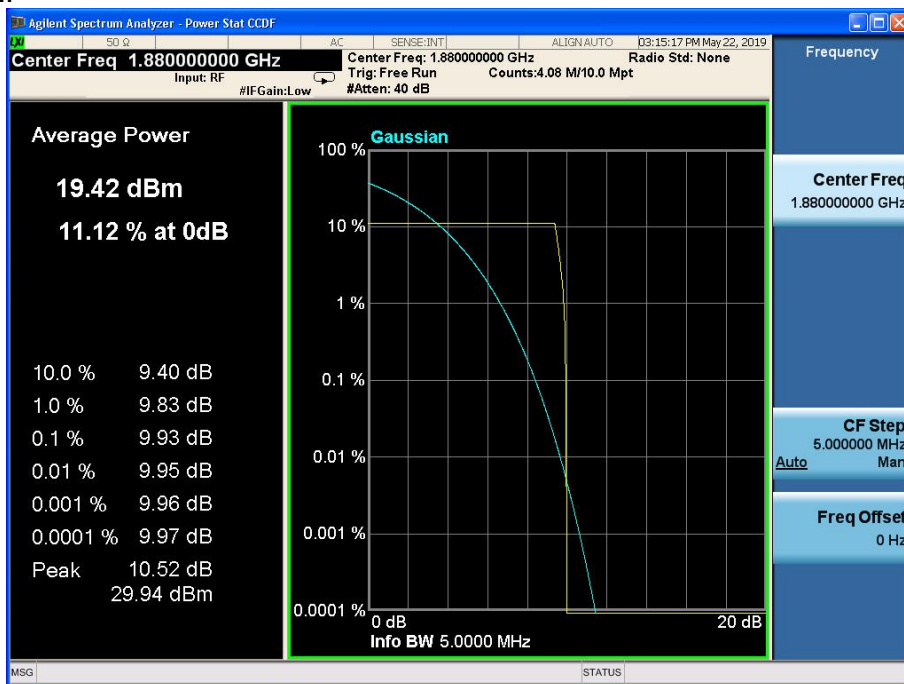 Agilent Spectrum Analyzer - Power Stat CCDF
LXI 50 Ω AC SENSE:INT ALIGN AUTO 03:15:17 PM May 22, 2019
Center Freq 1.880000000 GHz
Input: RF
#IFGain:Low
Center Freq: 1.880000000 GHz
Radio Std: None
Trig: Free Run
Counts:4.08 M/10.0 Mpt
#Atten: 40 dB
Average Power
19.42 dBm
11.12 % at 0dB
10.0 % 9.40 dB
1.0 % 9.83 dB
0.1 % 9.93 dB
0.01 % 9.95 dB
0.001 % 9.96 dB
0.0001 % 9.97 dB
Peak 10.52 dB
29.94 dBm
Gaussian
100 %
10 %
1 %
0.1 %
0.01 %
0.001 %
0.0001 %
0 dB
20 dB
Info BW 5.0000 MHz
Frequency
Center Freq
1.880000000 GHz
CF Step
5.000000 MHz
Auto Man
Freq Offset
0 Hz
MSG
STATUS